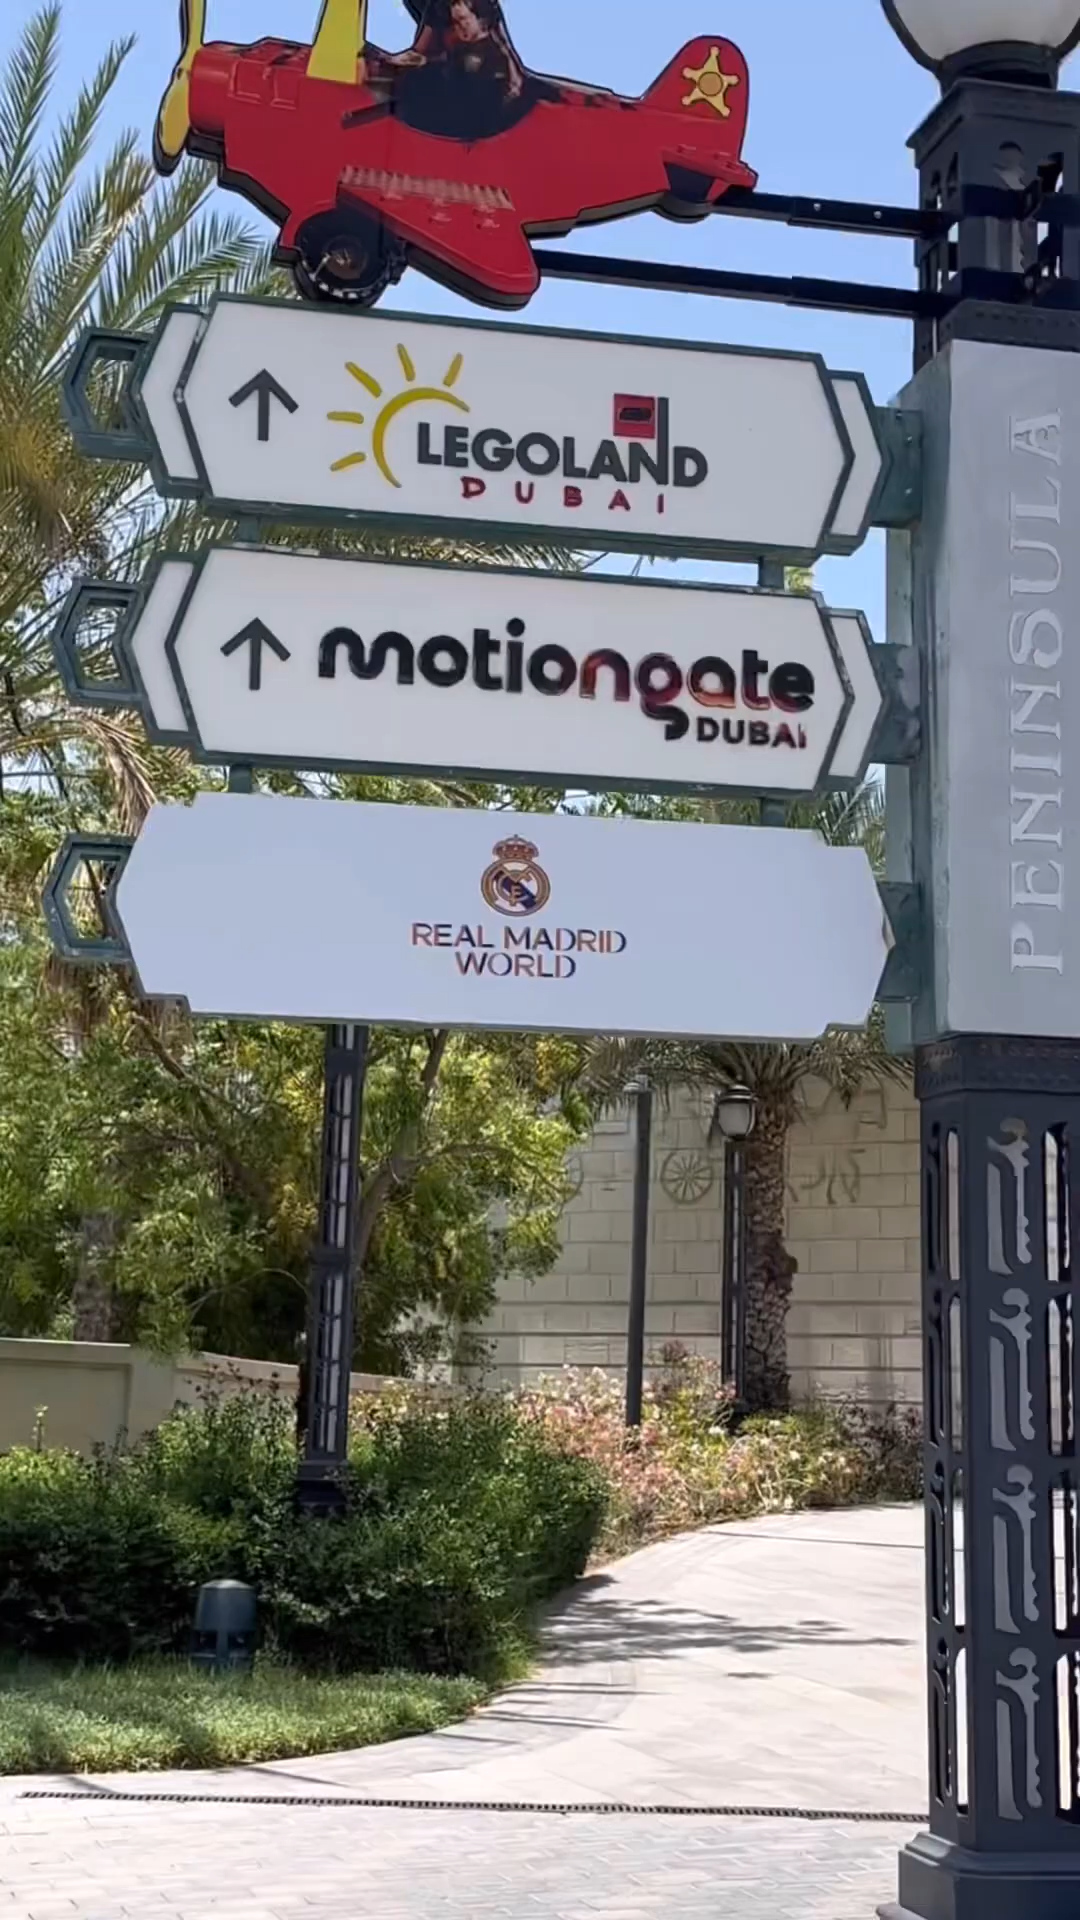 LEGOLAND
DUBAI
motiongate
DUBAI
REAL MADRID
WORLD
PENINSULA